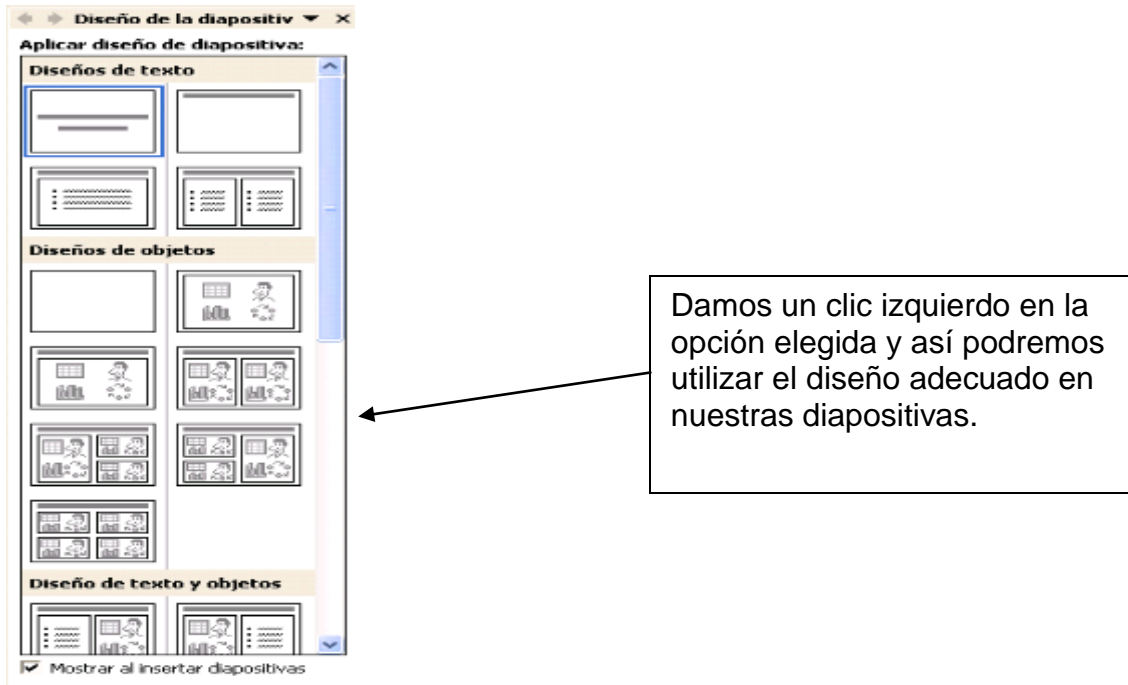 Diseño de la diapositiv
Aplicar diseño de diapositiva:
Diseños de texto
Diseños de objetos
Diseño de texto y objetos
Mostrar al insertar diapositivas
Damos un clic izquierdo en la
opción elegida y así podremos
utilizar el diseño adecuado en
nuestras diapositivas.